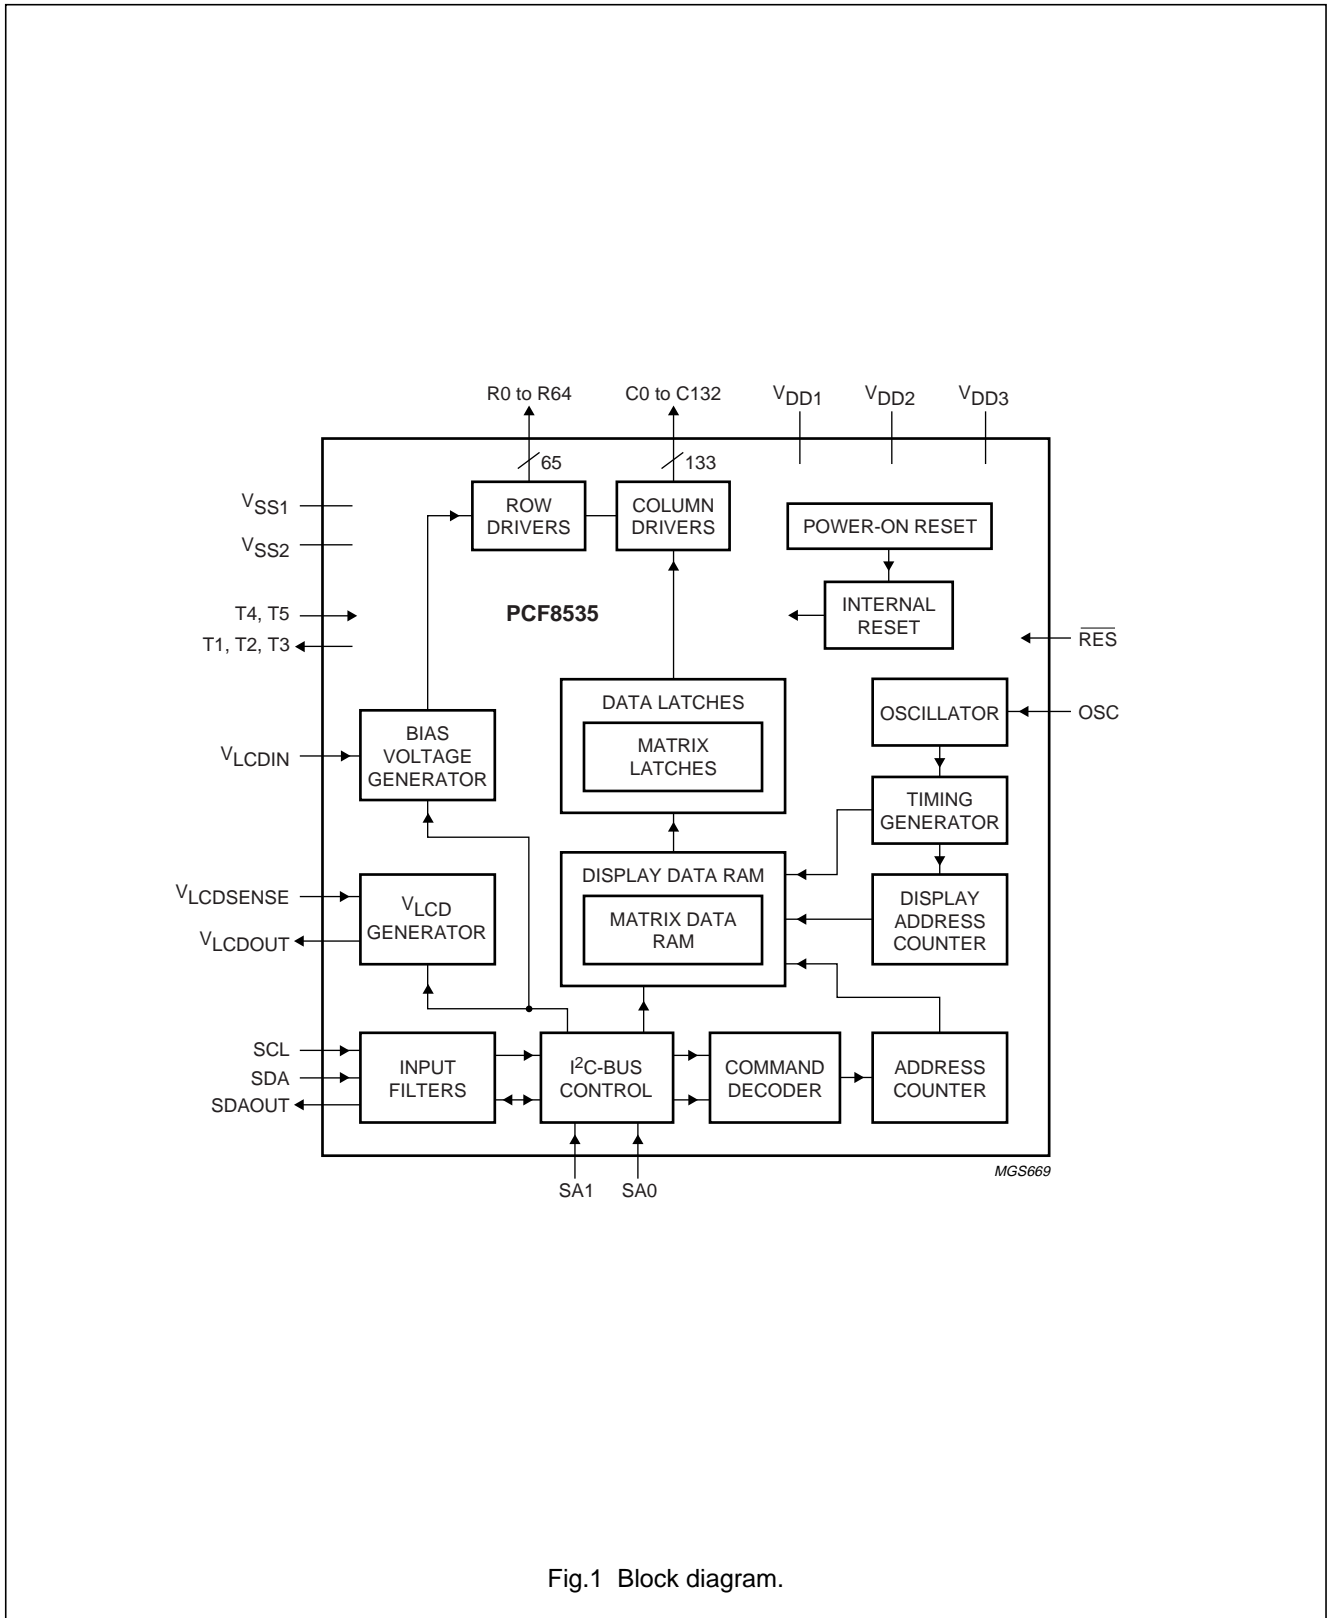 R0 to R64
C0 to C132
VDD1
VDD2
VDD3
65
133
VSS1
VSS2
ROW
DRIVERS
COLUMN
DRIVERS
POWER-ON RESET
INTERNAL
RESET
T4, T5
T1, T2, T3
PCF8535
RES
DATA LATCHES
MATRIX
LATCHES
OSCILLATOR
OSC
VLCDIN
BIAS
VOLTAGE
GENERATOR
TIMING
GENERATOR
DISPLAY DATA RAM
MATRIX DATA
RAM
DISPLAY
ADDRESS
COUNTER
VLCDSENSE
VLCDOUT
VLCD
GENERATOR
SCL
SDA
SDAOUT
INPUT
FILTERS
I2C-BUS
CONTROL
COMMAND
DECODER
ADDRESS
COUNTER
SA1
SA0
MGS669
Fig.1 Block diagram.